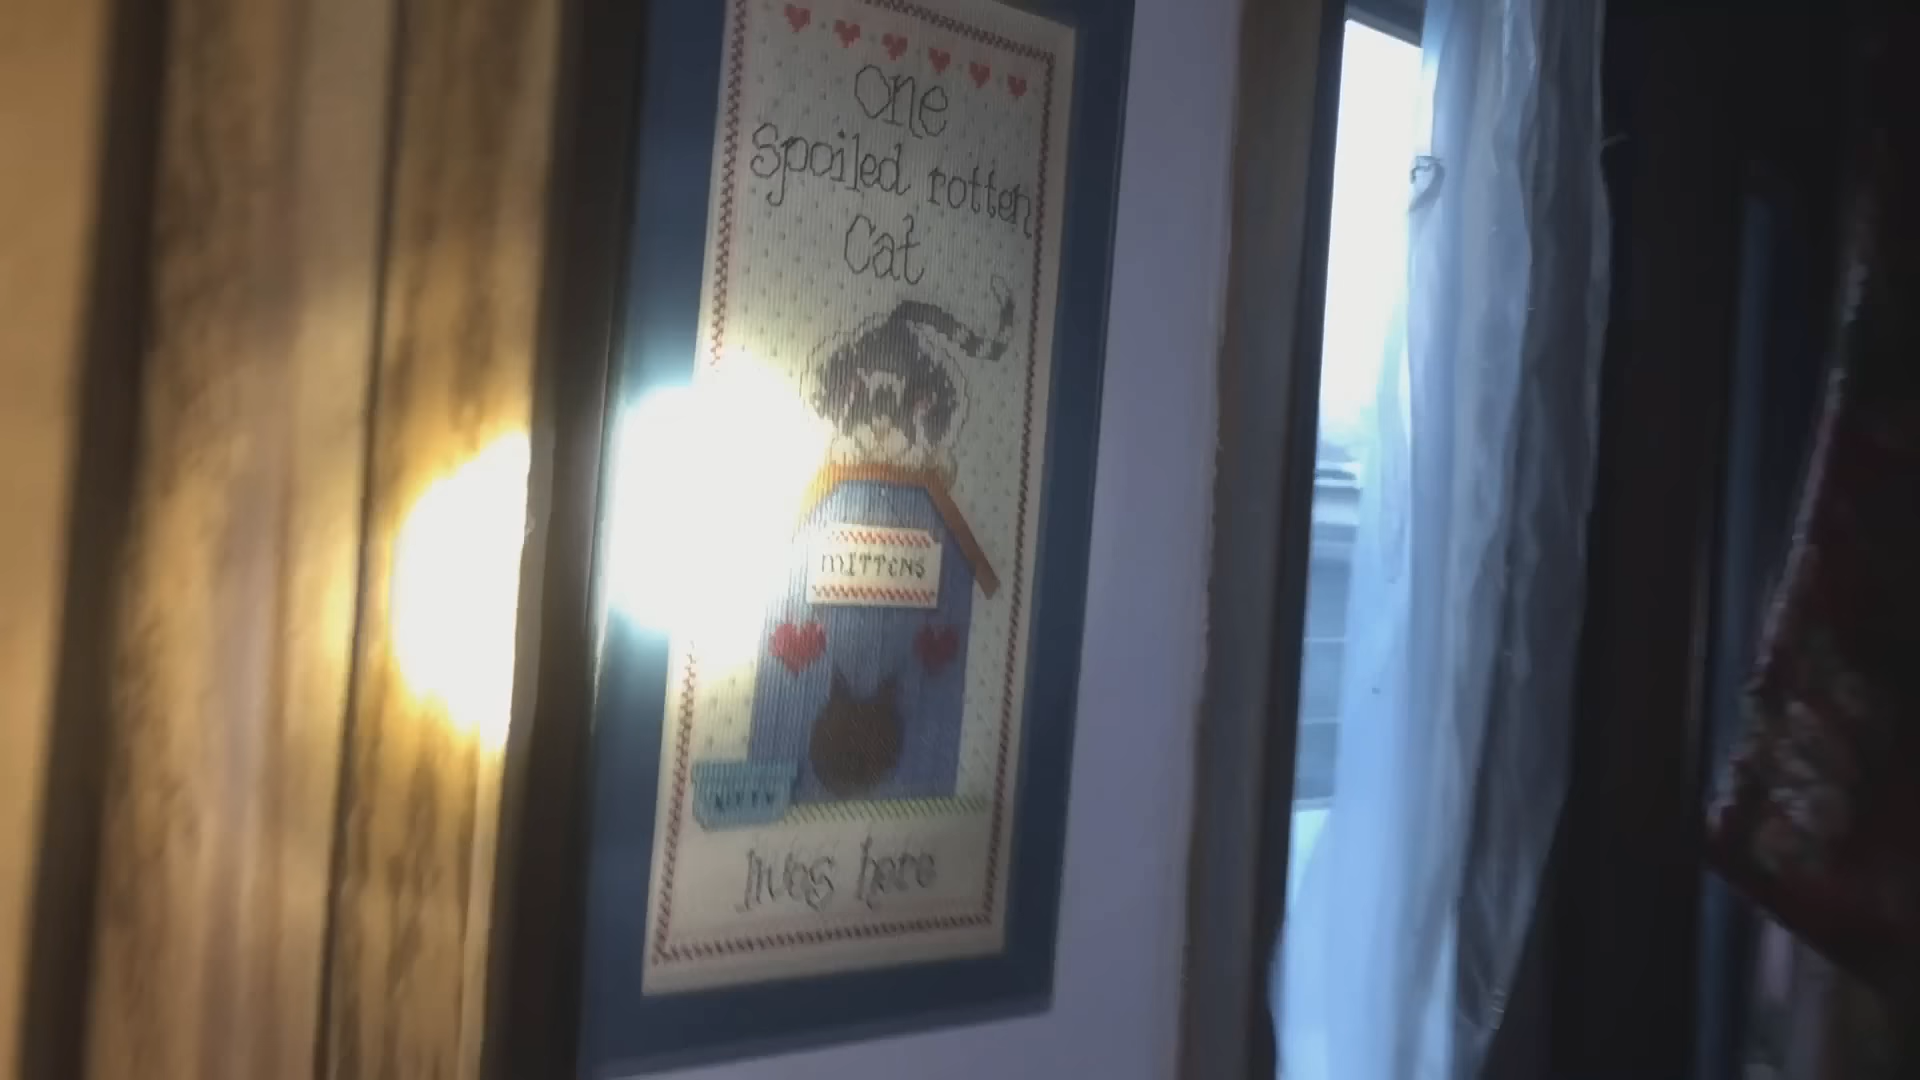 One
spoiled rotten
Cat
MITTENS
lives here